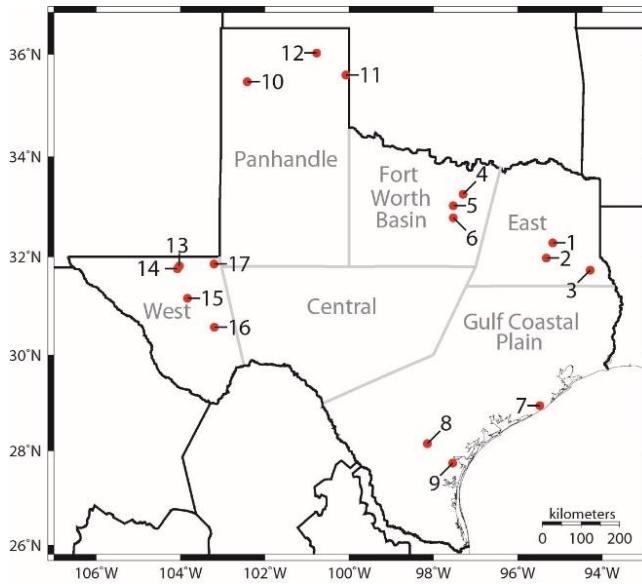 36°N
34°N
32°N
30°N
28°N
26°N
12
11
10
Panhandle
Fort
Worth
Basin
4
5
6
East
1
2
3
13
14
17
15
West
16
Central
Gulf Coastal
Plain
7
8
9
kilometers
0 100 200
106°W 104°W 102°W 100°W 98°W 96°W 94°W